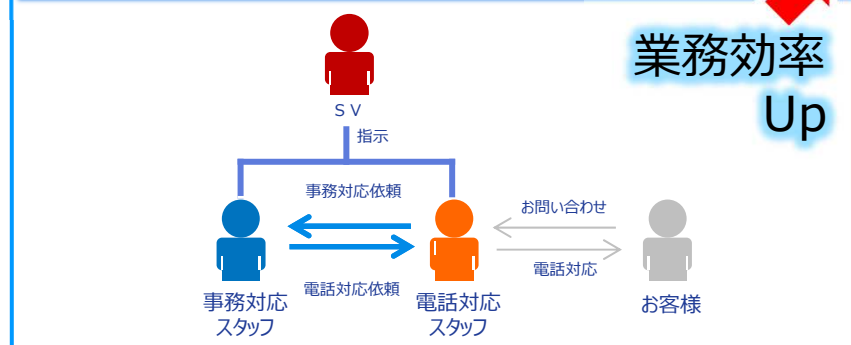 業務効率
Up
ＳＶ
指示
事務対応依頼
お問い合わせ
電話対応
電話対応依頼
事務対応
スタッフ
電話対応
スタッフ
お客様